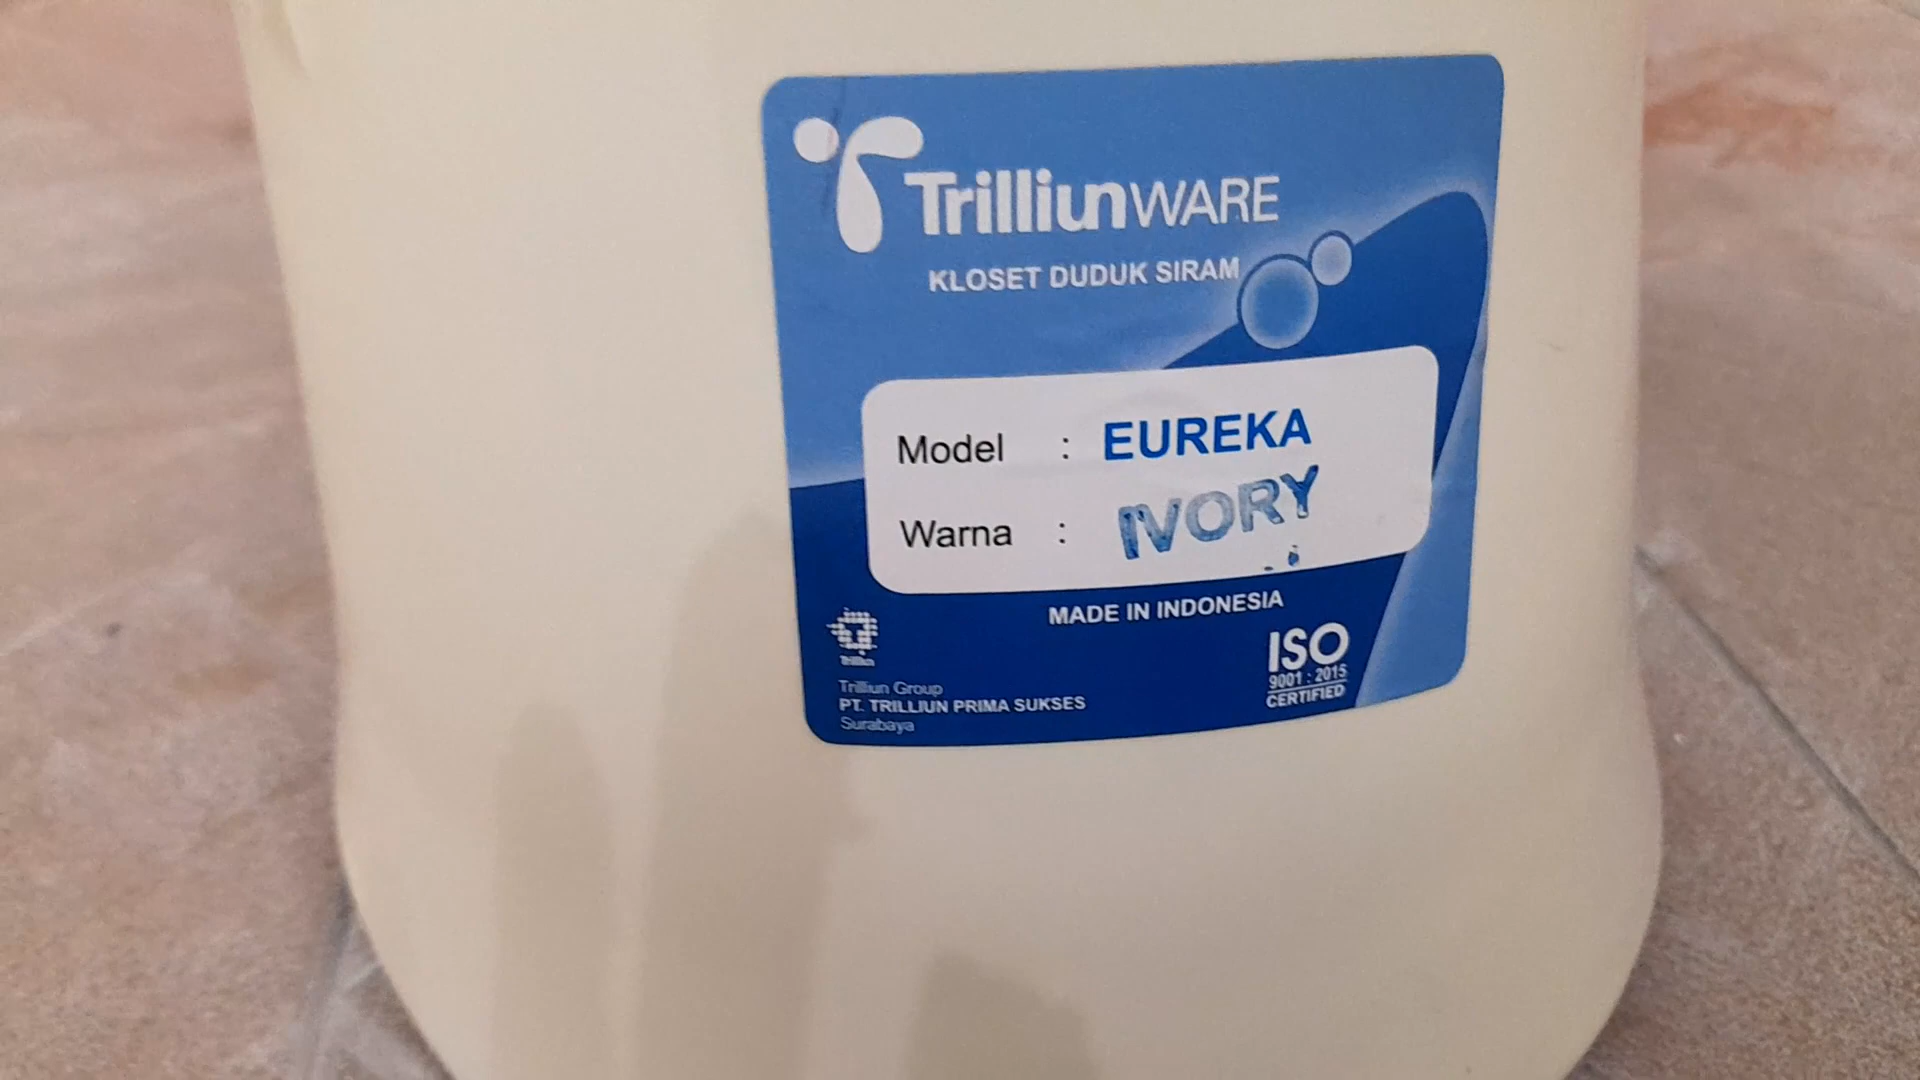 TrilliunWARE
KLOSET DUDUK SIRAM
Model : EUREKA
Warna : IVORY
MADE IN INDONESIA
ISO
9001 : 2015
CERTIFIED
Trilliun Group
PT. TRILLIUN PRIMA SUKSES
Surabaya